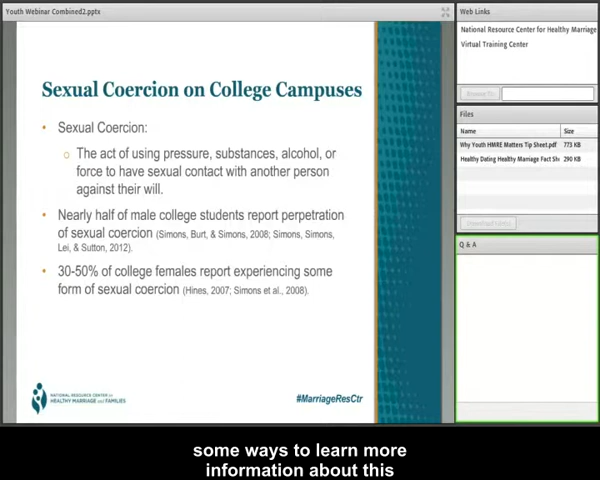 Youth Webinar Combined2.pptx
Sexual Coercion on College Campuses
• Sexual Coercion:
o The act of using pressure, substances, alcohol, or
force to have sexual contact with another person
against their will.
• Nearly half of male college students report perpetration
of sexual coercion (Simons, Burt, & Simons, 2008; Simons, Simons,
Lei, & Sutton, 2012).
• 30-50% of college females report experiencing some
form of sexual coercion (Hines, 2007; Simons et al., 2008).
NATIONAL RESOURCE CENTER for
HEALTHY MARRIAGE and FAMILIES
#MarriageResCtr
Web Links
National Resource Center for Healthy Marriage
Virtual Training Center
Browse To
Files
Name Size
Why Youth HMRE Matters Tip Sheet.pdf 773 KB
Healthy Dating Healthy Marriage Fact She 290 KB
Q & A
some ways to learn more
information about this